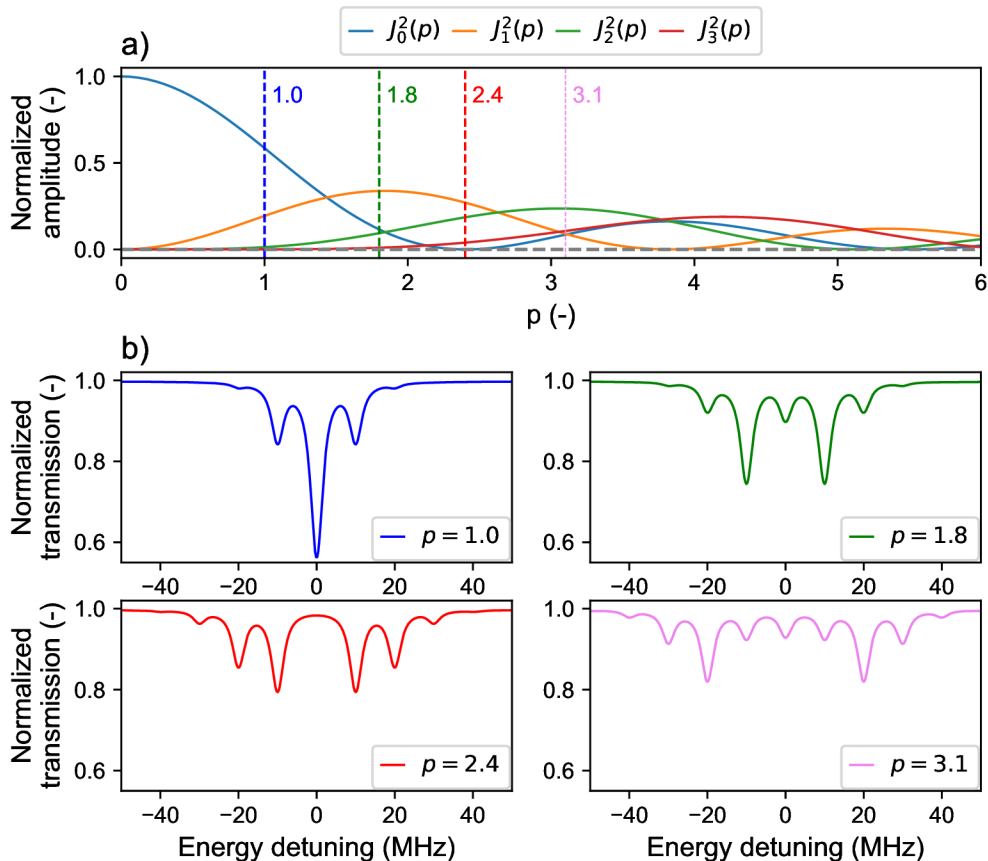 J₀²(p) J₁²(p) J₂²(p) J₃²(p)
a)
Normalized
amplitude (-)
1.0
0.5
0.0
1.0 1.8 2.4 3.1
0 1 2 3 4 5 6
p (-)
b)
Normalized
transmission (-)
1.0
0.8
0.6
p = 1.0
−40 −20 0 20 40
1.0
0.8
0.6
p = 1.8
−40 −20 0 20 40
Normalized
transmission (-)
1.0
0.8
0.6
p = 2.4
−40 −20 0 20 40
Energy detuning (MHz)
1.0
0.8
0.6
p = 3.1
−40 −20 0 20 40
Energy detuning (MHz)